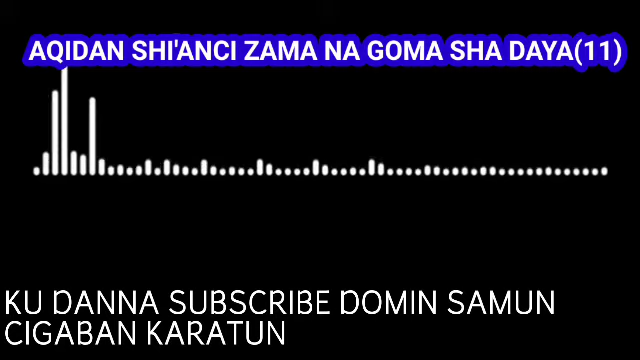 AQIDAN SHI'ANCI ZAMA NA GOMA SHA DAYA(11)
KU DANNA SUBSCRIBE DOMIN SAMUN
CIGABAN KARATUN